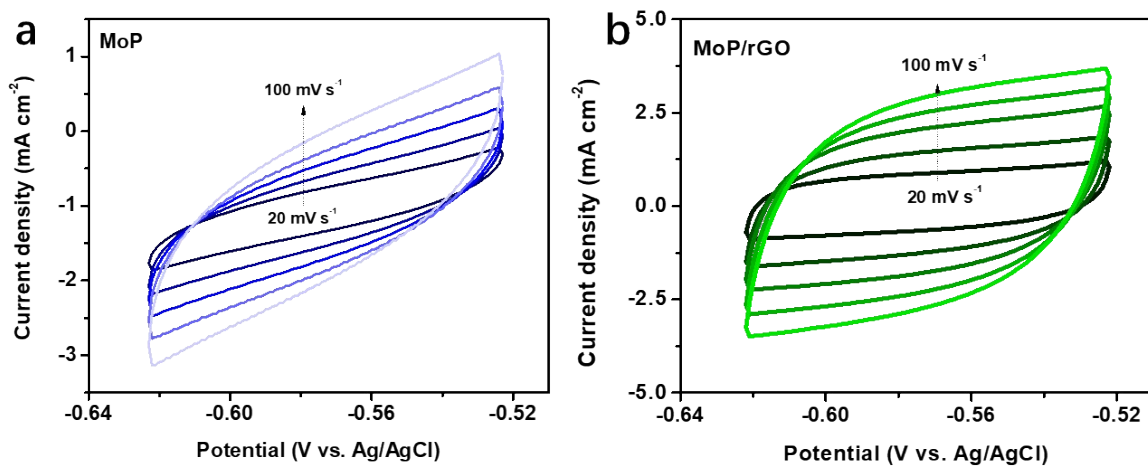 a
MoP
100 mV s⁻¹
20 mV s⁻¹
1
0
-1
-2
-3
Current density (mA cm⁻²)
-0.64
-0.60
-0.56
-0.52
Potential (V vs. Ag/AgCl)
b
MoP/rGO
100 mV s⁻¹
20 mV s⁻¹
5.0
2.5
0.0
-2.5
-5.0
Current density (mA cm⁻²)
-0.64
-0.60
-0.56
-0.52
Potential (V vs. Ag/AgCl)